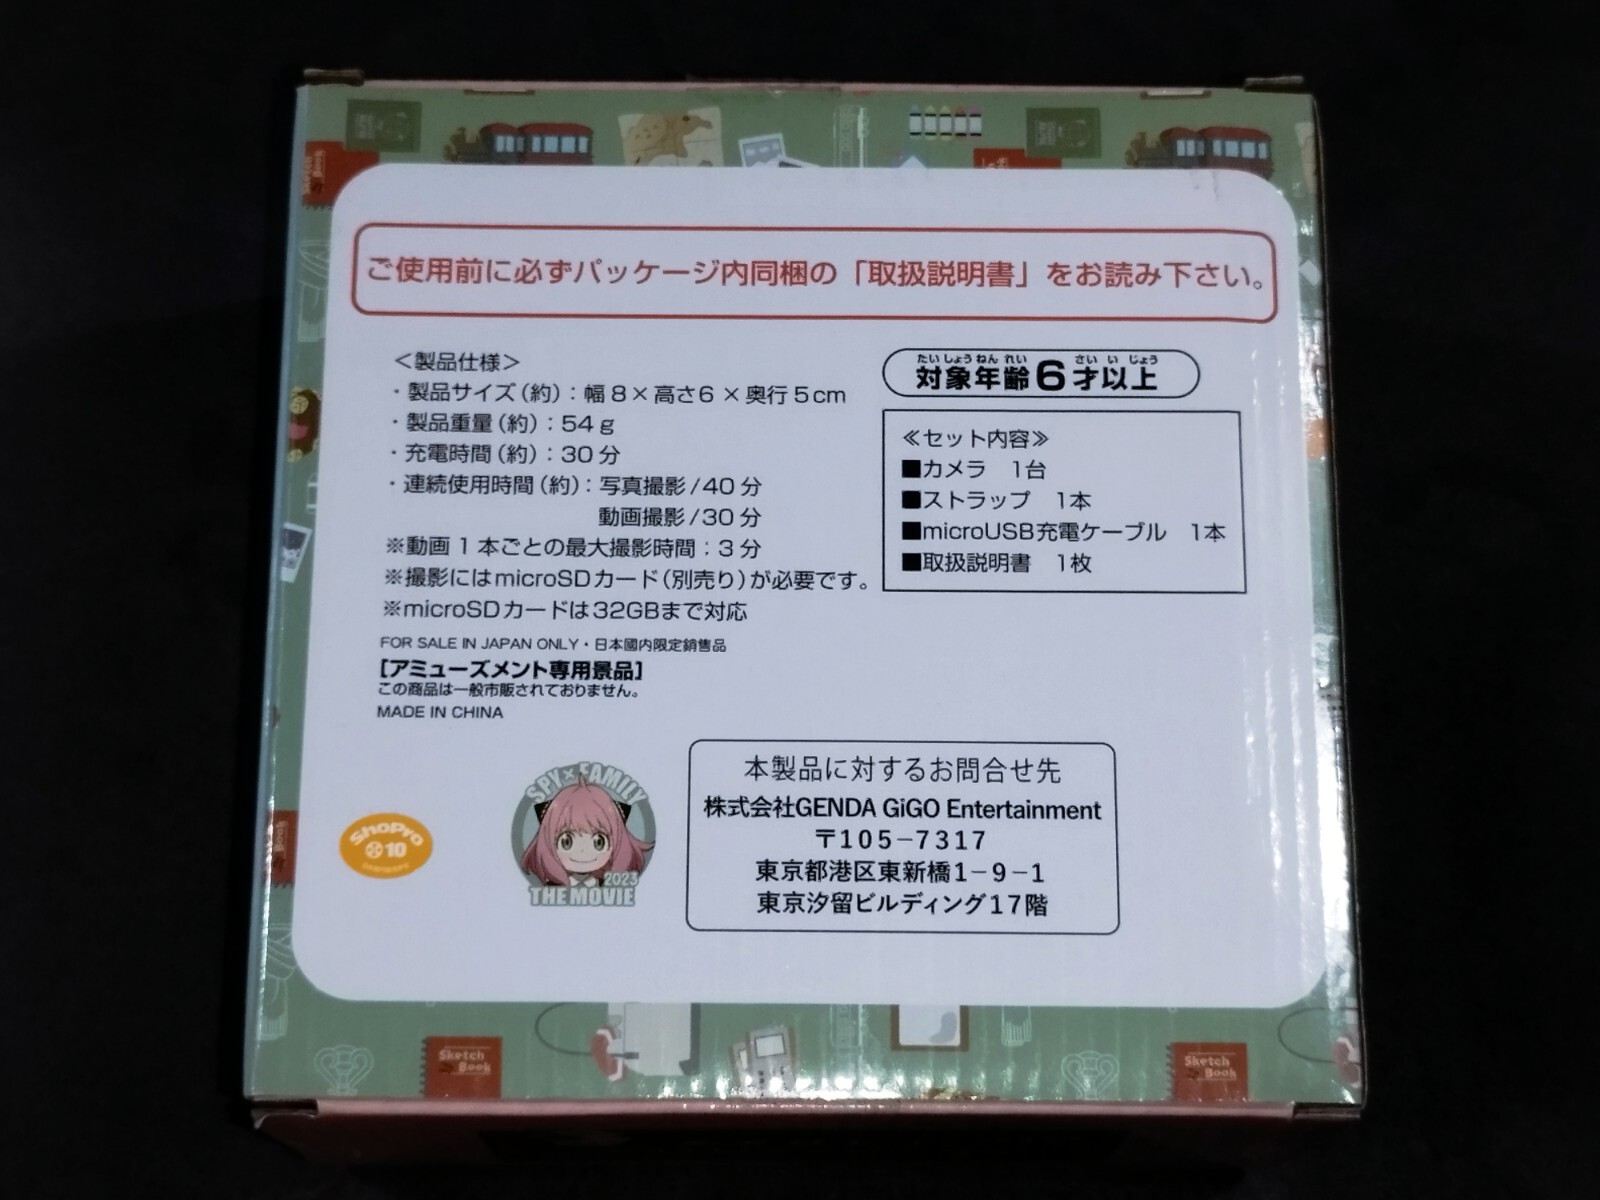 ご使用前に必ずパッケージ内同梱の「取扱説明書」をお読み下さい。
＜製品仕様＞
・製品サイズ（約）：幅８×高さ６×奥行５cm
・製品重量（約）：54ｇ
・充電時間（約）：30分
・連続使用時間（約）：写真撮影/40分
動画撮影/30分
※動画１本ごとの最大撮影時間：３分
※撮影にはmicroSDカード（別売り）が必要です。
※microSDカードは32GBまで対応
FOR SALE IN JAPAN ONLY・日本國内限定銷售品
[アミューズメント専用景品]
この商品は一般市販されておりません。
MADE IN CHINA
たいしょうねんれい さいいじょう
対象年齢6才以上
≪セット内容≫
■カメラ　1台
■ストラップ　1本
■microUSB充電ケーブル　1本
■取扱説明書　1枚
ShoPro
10
SPY×FAMILY
2023
THE MOVIE
本製品に対するお問合せ先
株式会社GENDA GiGO Entertainment
〒105−7317
東京都港区東新橋1−9−1
東京汐留ビルディング17階
Sketch
Book
Sketch
Book